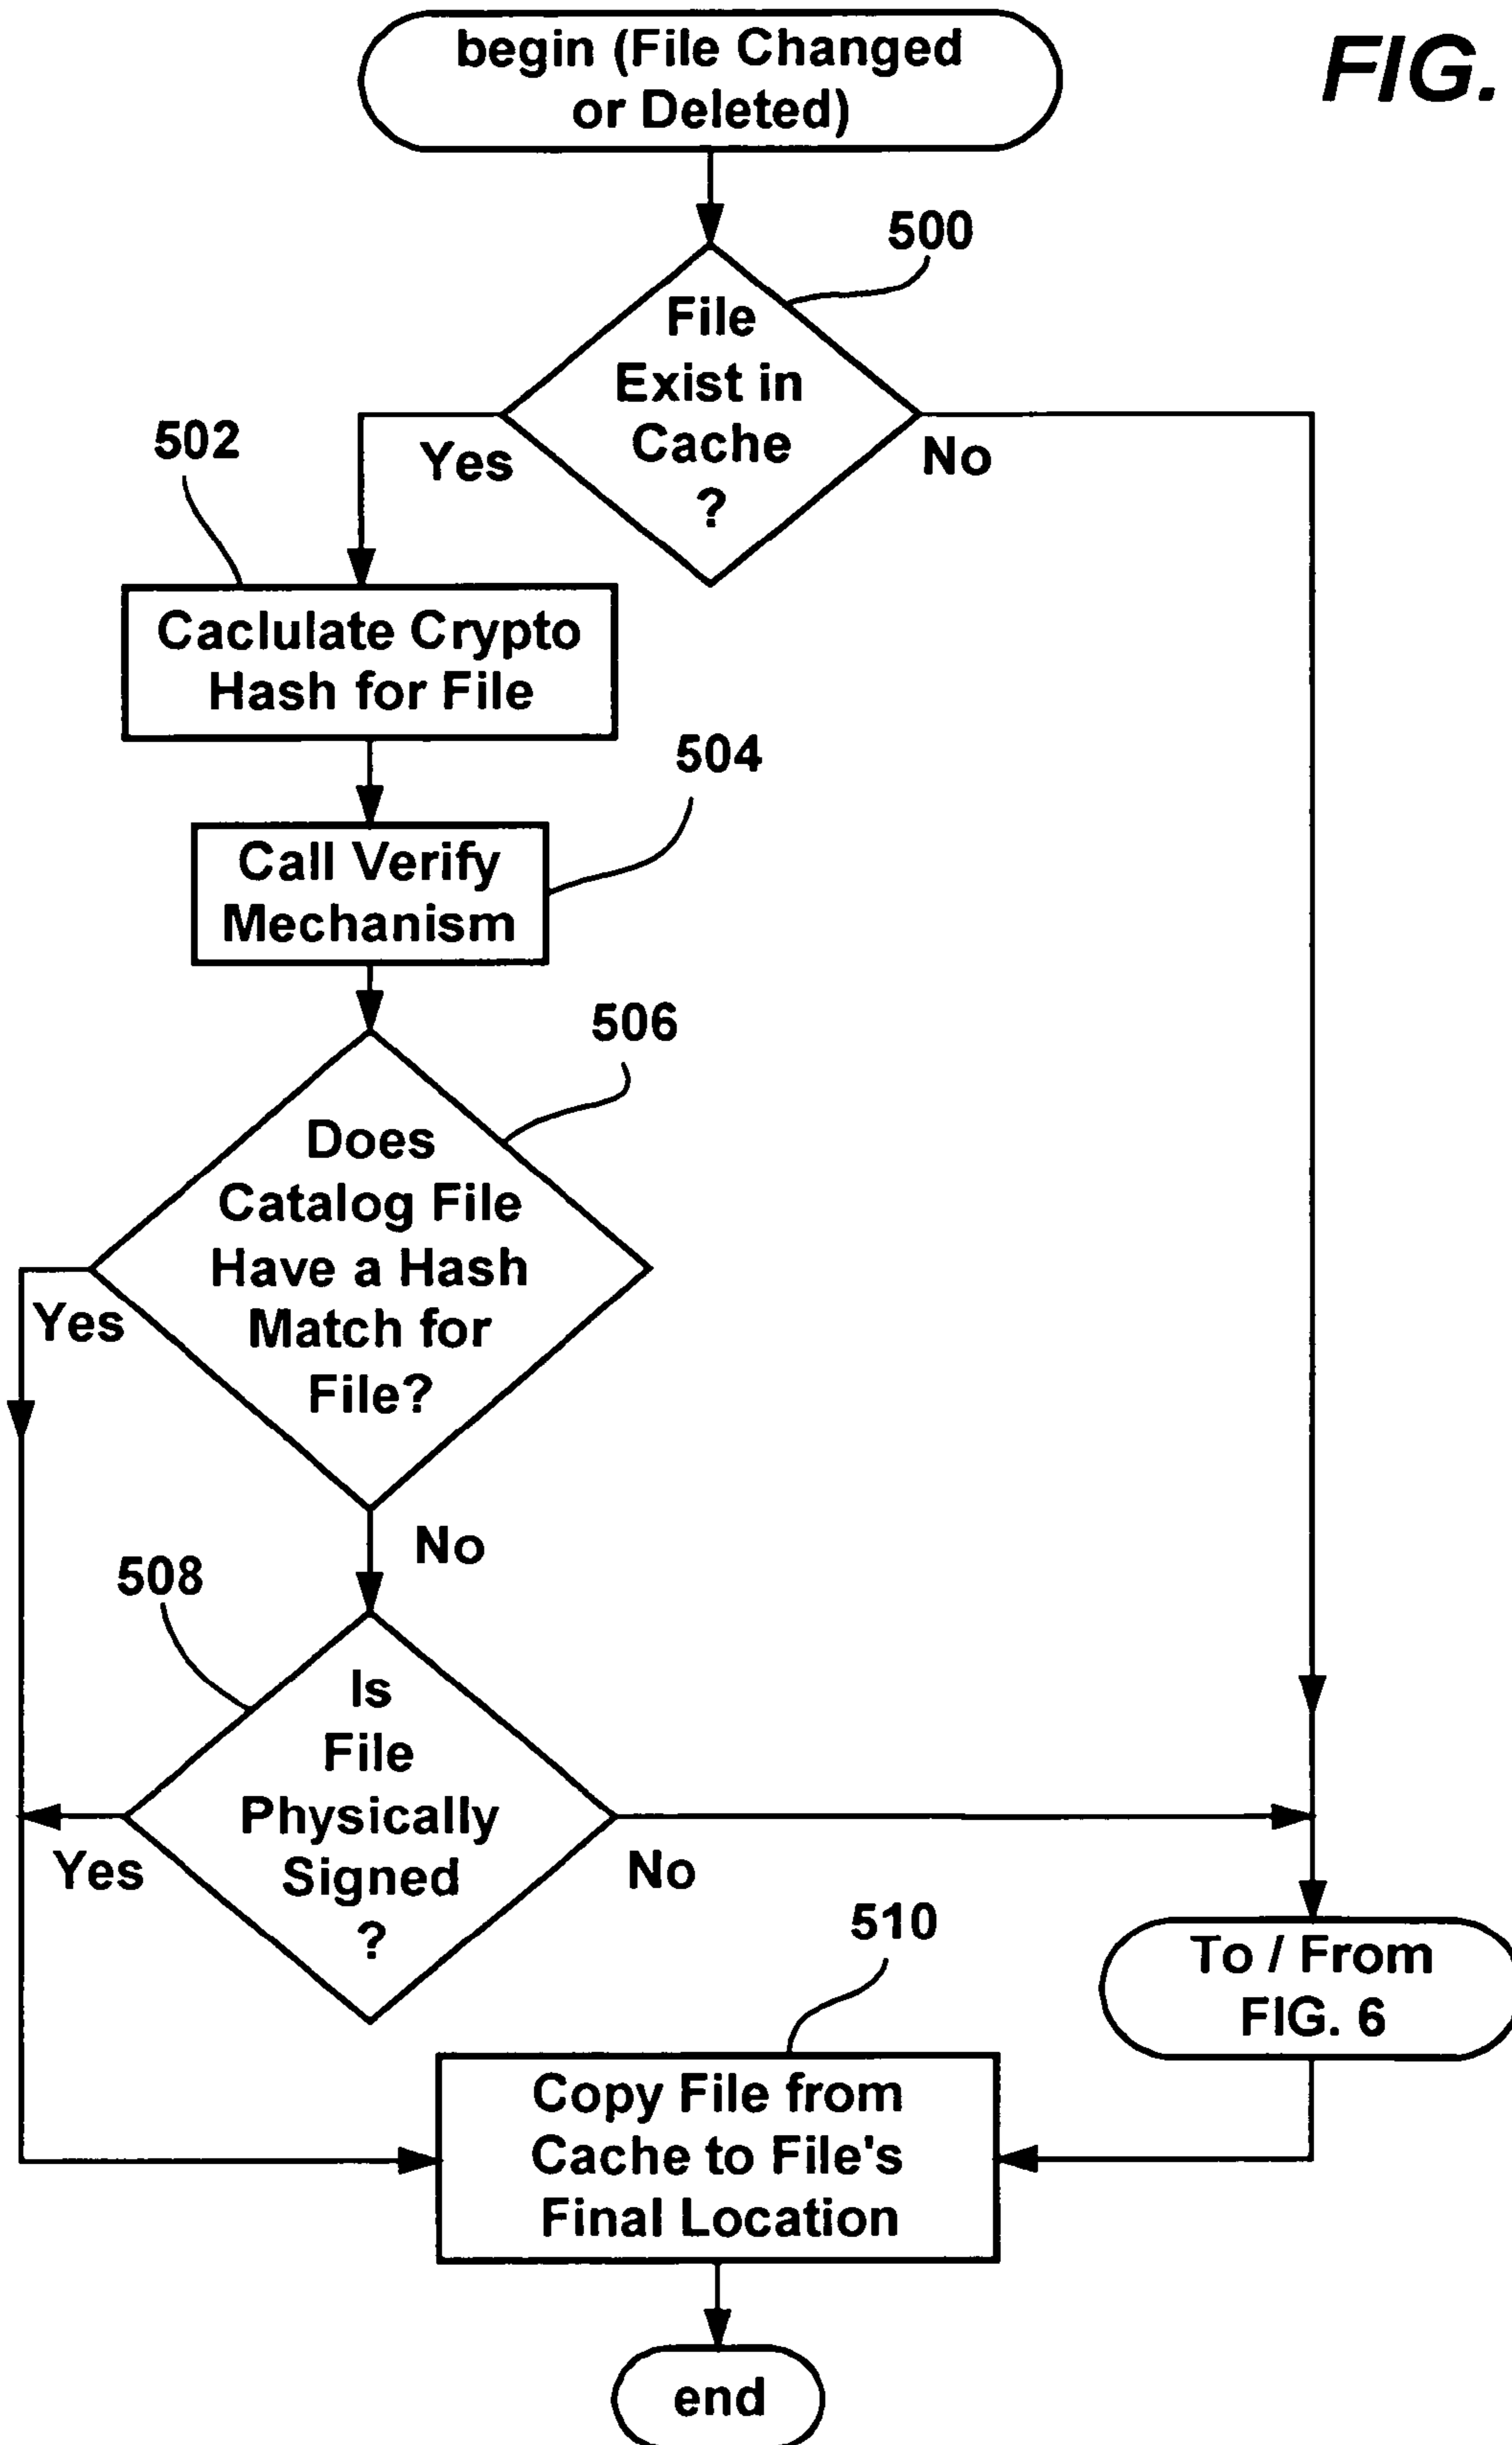 begin (File Changed
or Deleted)
FIG.
500
File
Exist in
Cache
?
Yes
No
502
Caclulate Crypto
Hash for File
504
Call Verify
Mechanism
506
Does
Catalog File
Have a Hash
Match for
File?
Yes
No
508
Is
File
Physically
Signed
?
Yes
No
510
To / From
FIG. 6
Copy File from
Cache to File's
Final Location
end